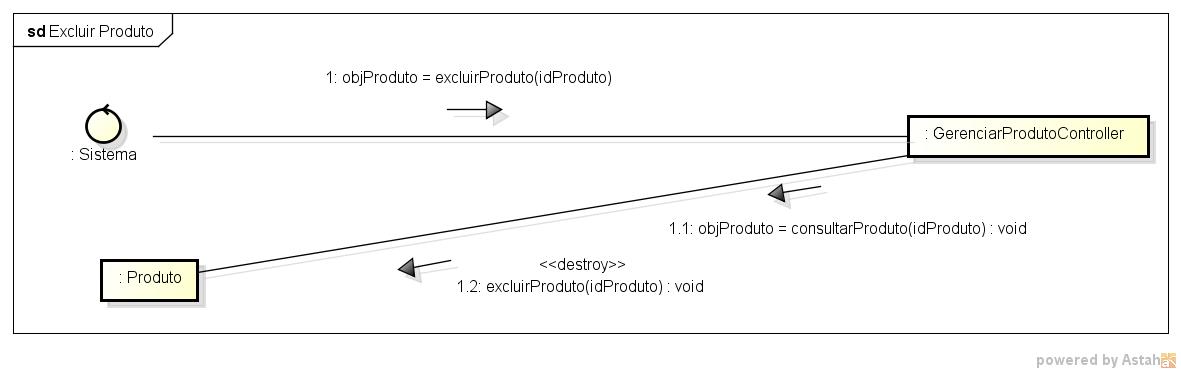 sd Excluir Produto
1: objProduto = excluirProduto(idProduto)
: Sistema
: GerenciarProdutoController
1.1: objProduto = consultarProduto(idProduto) : void
: Produto
<<destroy>>
1.2: excluirProduto(idProduto) : void
powered by Astah